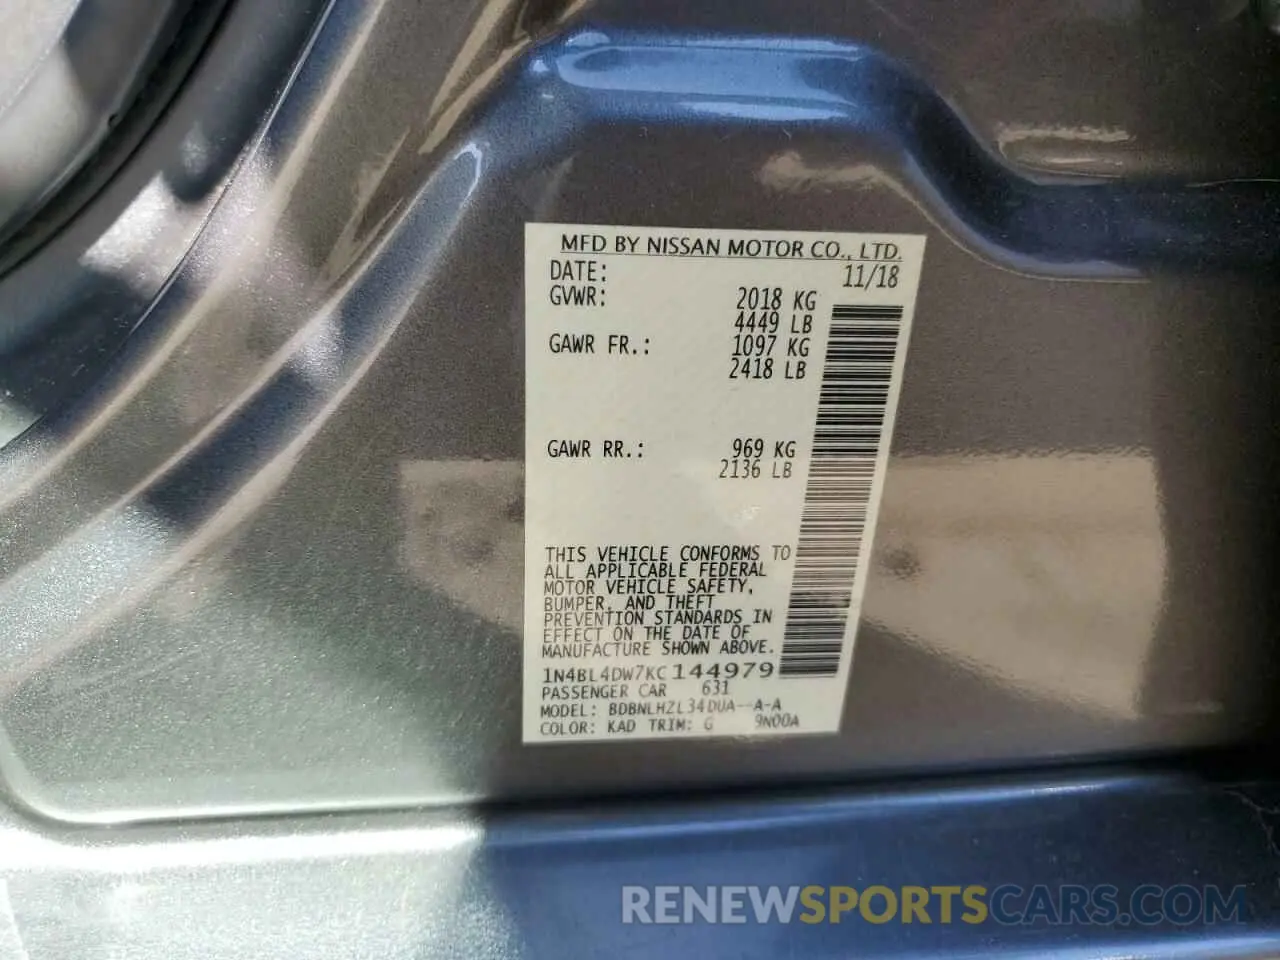 MFD BY NISSAN MOTOR CO., LTD.
DATE: 11/18
GVWR: 2018 KG
4449 LB
GAWR FR.: 1097 KG
2418 LB
GAWR RR.: 969 KG
2136 LB
THIS VEHICLE CONFORMS TO
ALL APPLICABLE FEDERAL
MOTOR VEHICLE SAFETY,
BUMPER, AND THEFT
PREVENTION STANDARDS IN
EFFECT ON THE DATE OF
MANUFACTURE SHOWN ABOVE.
1N4BL4DW7KC144979
PASSENGER CAR 631
MODEL: BDBNLHZL34DUA--A-A
COLOR: KAD TRIM: G 9N00A
RENEWSPORTSCARS.COM